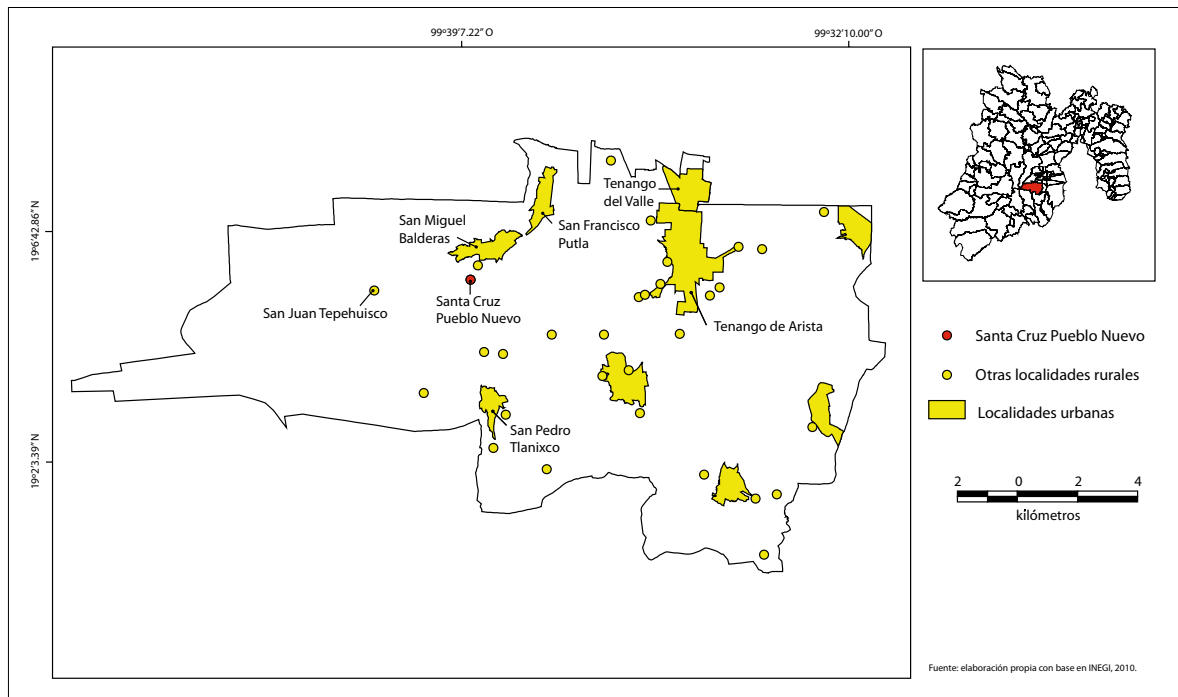 99º39'7.22" O
99º32'10.00" O
19º6'42.86" N
19º2'3.39" N
Tenango
del Valle
San Francisco
Putla
San Miguel
Balderas
San Juan Tepehuisco
Santa Cruz
Pueblo Nuevo
Tenango de Arista
San Pedro
Tlanixco
Santa Cruz Pueblo Nuevo
Otras localidades rurales
Localidades urbanas
2 0 2 4
kilómetros
Fuente: elaboración propia con base en INEGI, 2010.